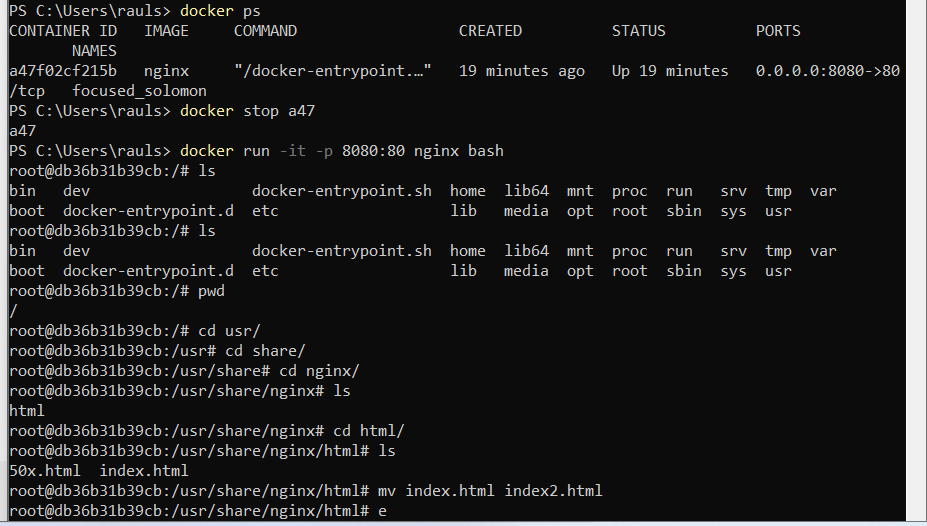 PS C:\Users\rauls> docker ps
CONTAINER ID   IMAGE     COMMAND                  CREATED          STATUS          PORTS
       NAMES
a47f02cf215b   nginx     "/docker-entrypoint.…"   19 minutes ago   Up 19 minutes   0.0.0.0:8080->80
/tcp   focused_solomon
PS C:\Users\rauls> docker stop a47
a47
PS C:\Users\rauls> docker run -it -p 8080:80 nginx bash
root@db36b31b39cb:/# ls
bin   dev                  docker-entrypoint.sh  home  lib64  mnt  proc  run   srv  tmp  var
boot  docker-entrypoint.d  etc                   lib   media  opt  root  sbin  sys  usr
root@db36b31b39cb:/# ls
bin   dev                  docker-entrypoint.sh  home  lib64  mnt  proc  run   srv  tmp  var
boot  docker-entrypoint.d  etc                   lib   media  opt  root  sbin  sys  usr
root@db36b31b39cb:/# pwd
/
root@db36b31b39cb:/# cd usr/
root@db36b31b39cb:/usr# cd share/
root@db36b31b39cb:/usr/share# cd nginx/
root@db36b31b39cb:/usr/share/nginx# ls
html
root@db36b31b39cb:/usr/share/nginx# cd html/
root@db36b31b39cb:/usr/share/nginx/html# ls
50x.html  index.html
root@db36b31b39cb:/usr/share/nginx/html# mv index.html index2.html
root@db36b31b39cb:/usr/share/nginx/html# e